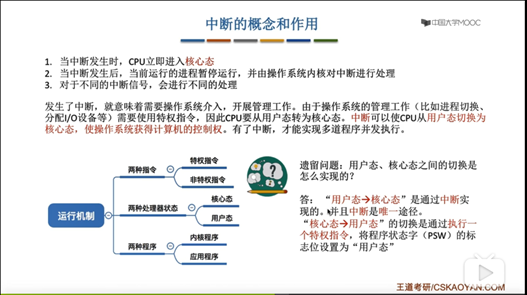 中断的概念和作用
中国大学MOOC
1. 当中断发生时，CPU立即进入核心态
2. 当中断发生后，当前运行的进程暂停运行，并由操作系统内核对中断进行处理
3. 对于不同的中断信号，会进行不同的处理
发生了中断，就意味着需要操作系统介入，开展管理工作。由于操作系统的管理工作（比如进程切换、
分配I/O设备等）需要使用特权指令，因此CPU要从用户态转为核心态。中断可以使CPU从用户态切换为
核心态，使操作系统获得计算机的控制权。有了中断，才能实现多道程序并发执行。
运行机制
两种指令
特权指令
非特权指令
两种处理器状态
核心态
用户态
两种程序
内核程序
应用程序
遗留问题：用户态、核心态之间的切换是
怎么实现的？
答：“用户态→核心态”是通过中断实
现的。并且中断是唯一途径。
“核心态→用户态”的切换是通过执行一
个特权指令，将程序状态字（PSW）的标
志位设置为“用户态”
王道考研/CSKAOYAN.COM